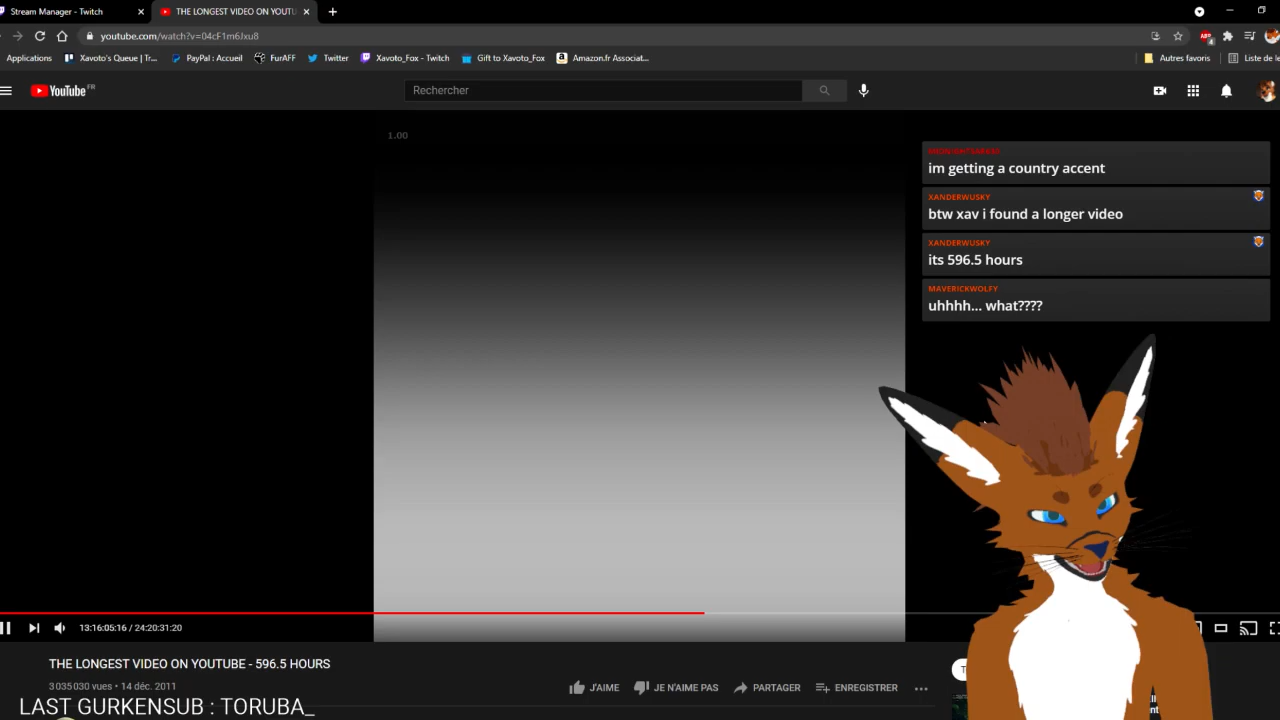 Stream Manager - Twitch
THE LONGEST VIDEO ON YOUTU
youtube.com/watch?v=04cF1m6Jxu8
Applications
Xavoto's Queue | Tr...
PayPal : Accueil
FurAFF
Twitter
Xavoto_Fox - Twitch
Gift to Xavoto_Fox
Amazon.fr Associat...
Autres favoris
Liste de le
YouTube FR
Rechercher
1.00
im getting a country accent
XANDERWUSKY
btw xav i found a longer video
XANDERWUSKY
its 596.5 hours
MAVERICKWOLFY
uhhhh... what????
13:16:05:16 / 24:20:31:20
THE LONGEST VIDEO ON YOUTUBE - 596.5 HOURS
3 035 030 vues • 14 déc. 2011
J'AIME
JE N'AIME PAS
PARTAGER
ENREGISTRER
LAST GURKENSUB : TORUBA_